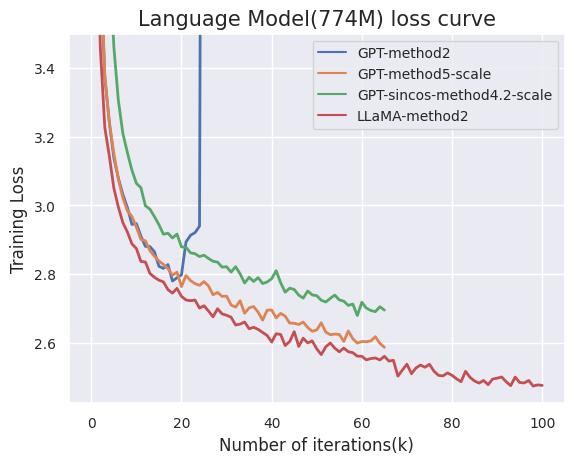 Language Model(774M) loss curve
GPT-method2
GPT-method5-scale
GPT-sincos-method4.2-scale
LLaMA-method2
Training Loss
3.4
3.2
3.0
2.8
2.6
0 20 40 60 80 100
Number of iterations(k)